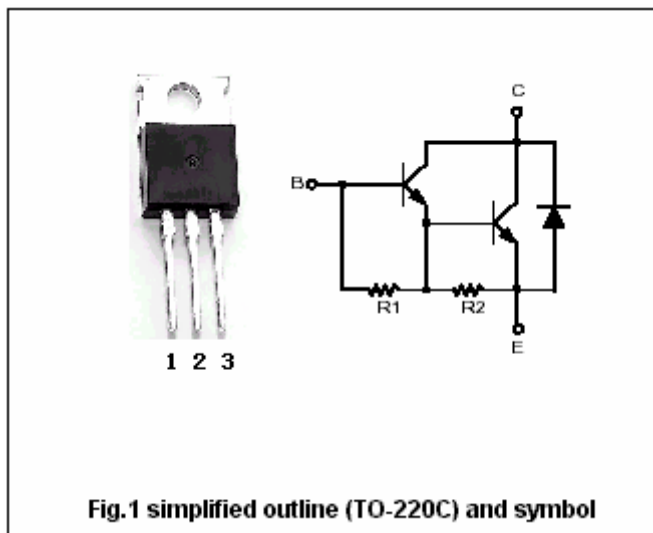 C
B
R1 R2
E
1 2 3
Fig.1 simplified outline (TO-220C) and symbol